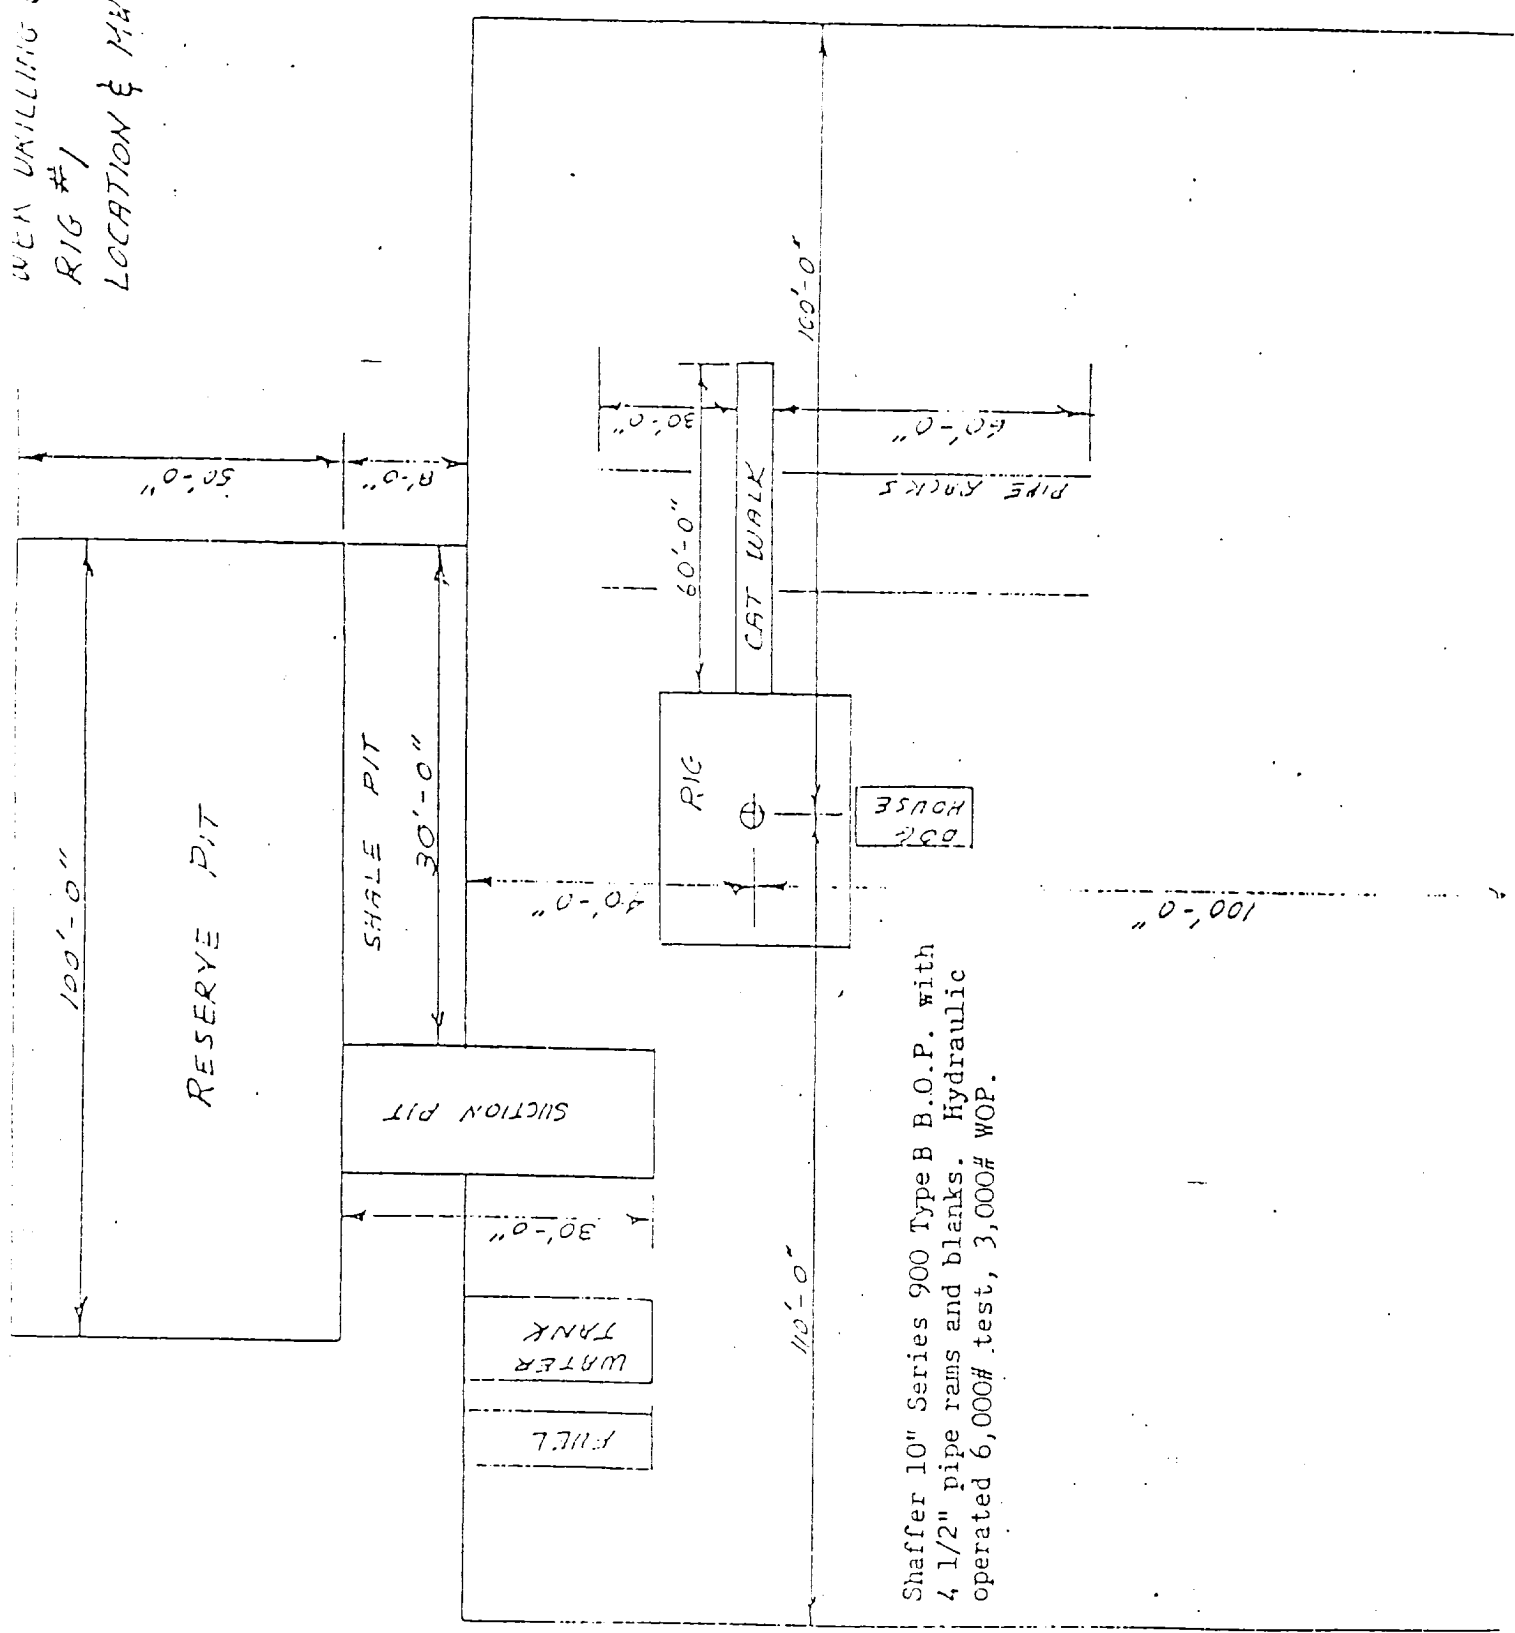 RIG #1
LOCATION &
100'-0"
RESERVE PIT
50'-0"
8'-0"
SHALE PIT
30'-0"
SUCTION PIT
30'-0"
WATER
TANK
FUEL
40'-0"
RIG
60'-0"
CAT WALK
30'-0"
60'-0"
PIPE RACKS
100'-0"
110'-0"
DOG
HOUSE
100'-0"
Shaffer 10" Series 900 Type B B.O.P. with
4 1/2" pipe rams and blanks. Hydraulic
operated 6,000# test, 3,000# WOP.